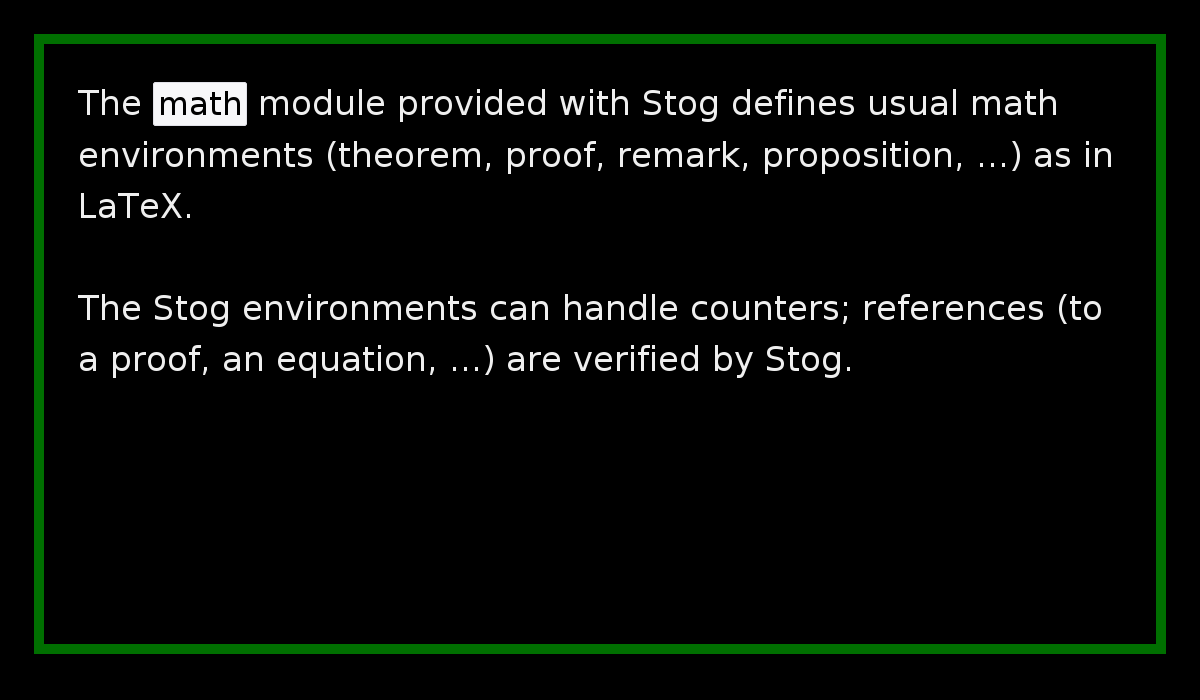 The math module provided with Stog defines usual math
environments (theorem, proof, remark, proposition, ...) as in
LaTeX.
The Stog environments can handle counters; references (to
a proof, an equation, ...) are verified by Stog.